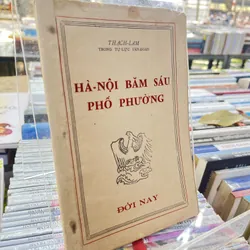 THẠCH-LAM
TRONG TỰ LỰC VĂN ĐOÀN
HÀ-NỘI BĂM SÁU
PHỐ PHƯỜNG
ĐỜI NAY